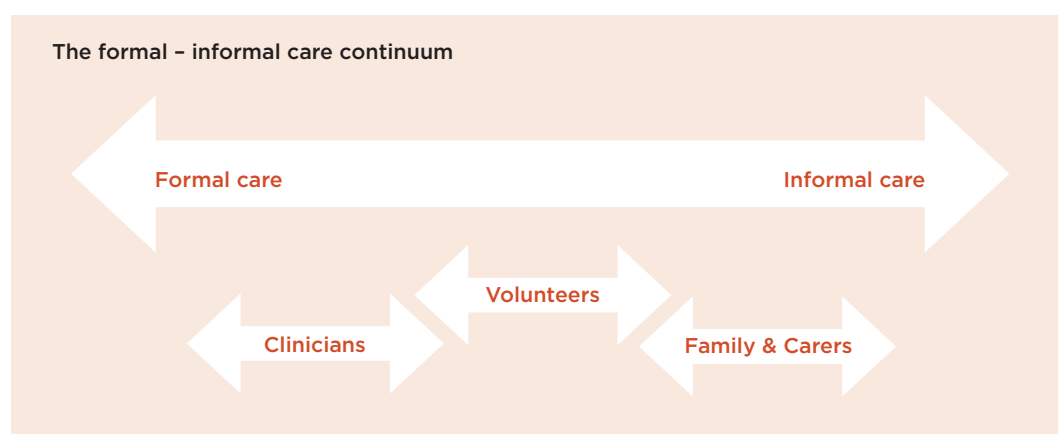 The formal – informal care continuum
Formal care
Informal care
Volunteers
Clinicians
Family & Carers